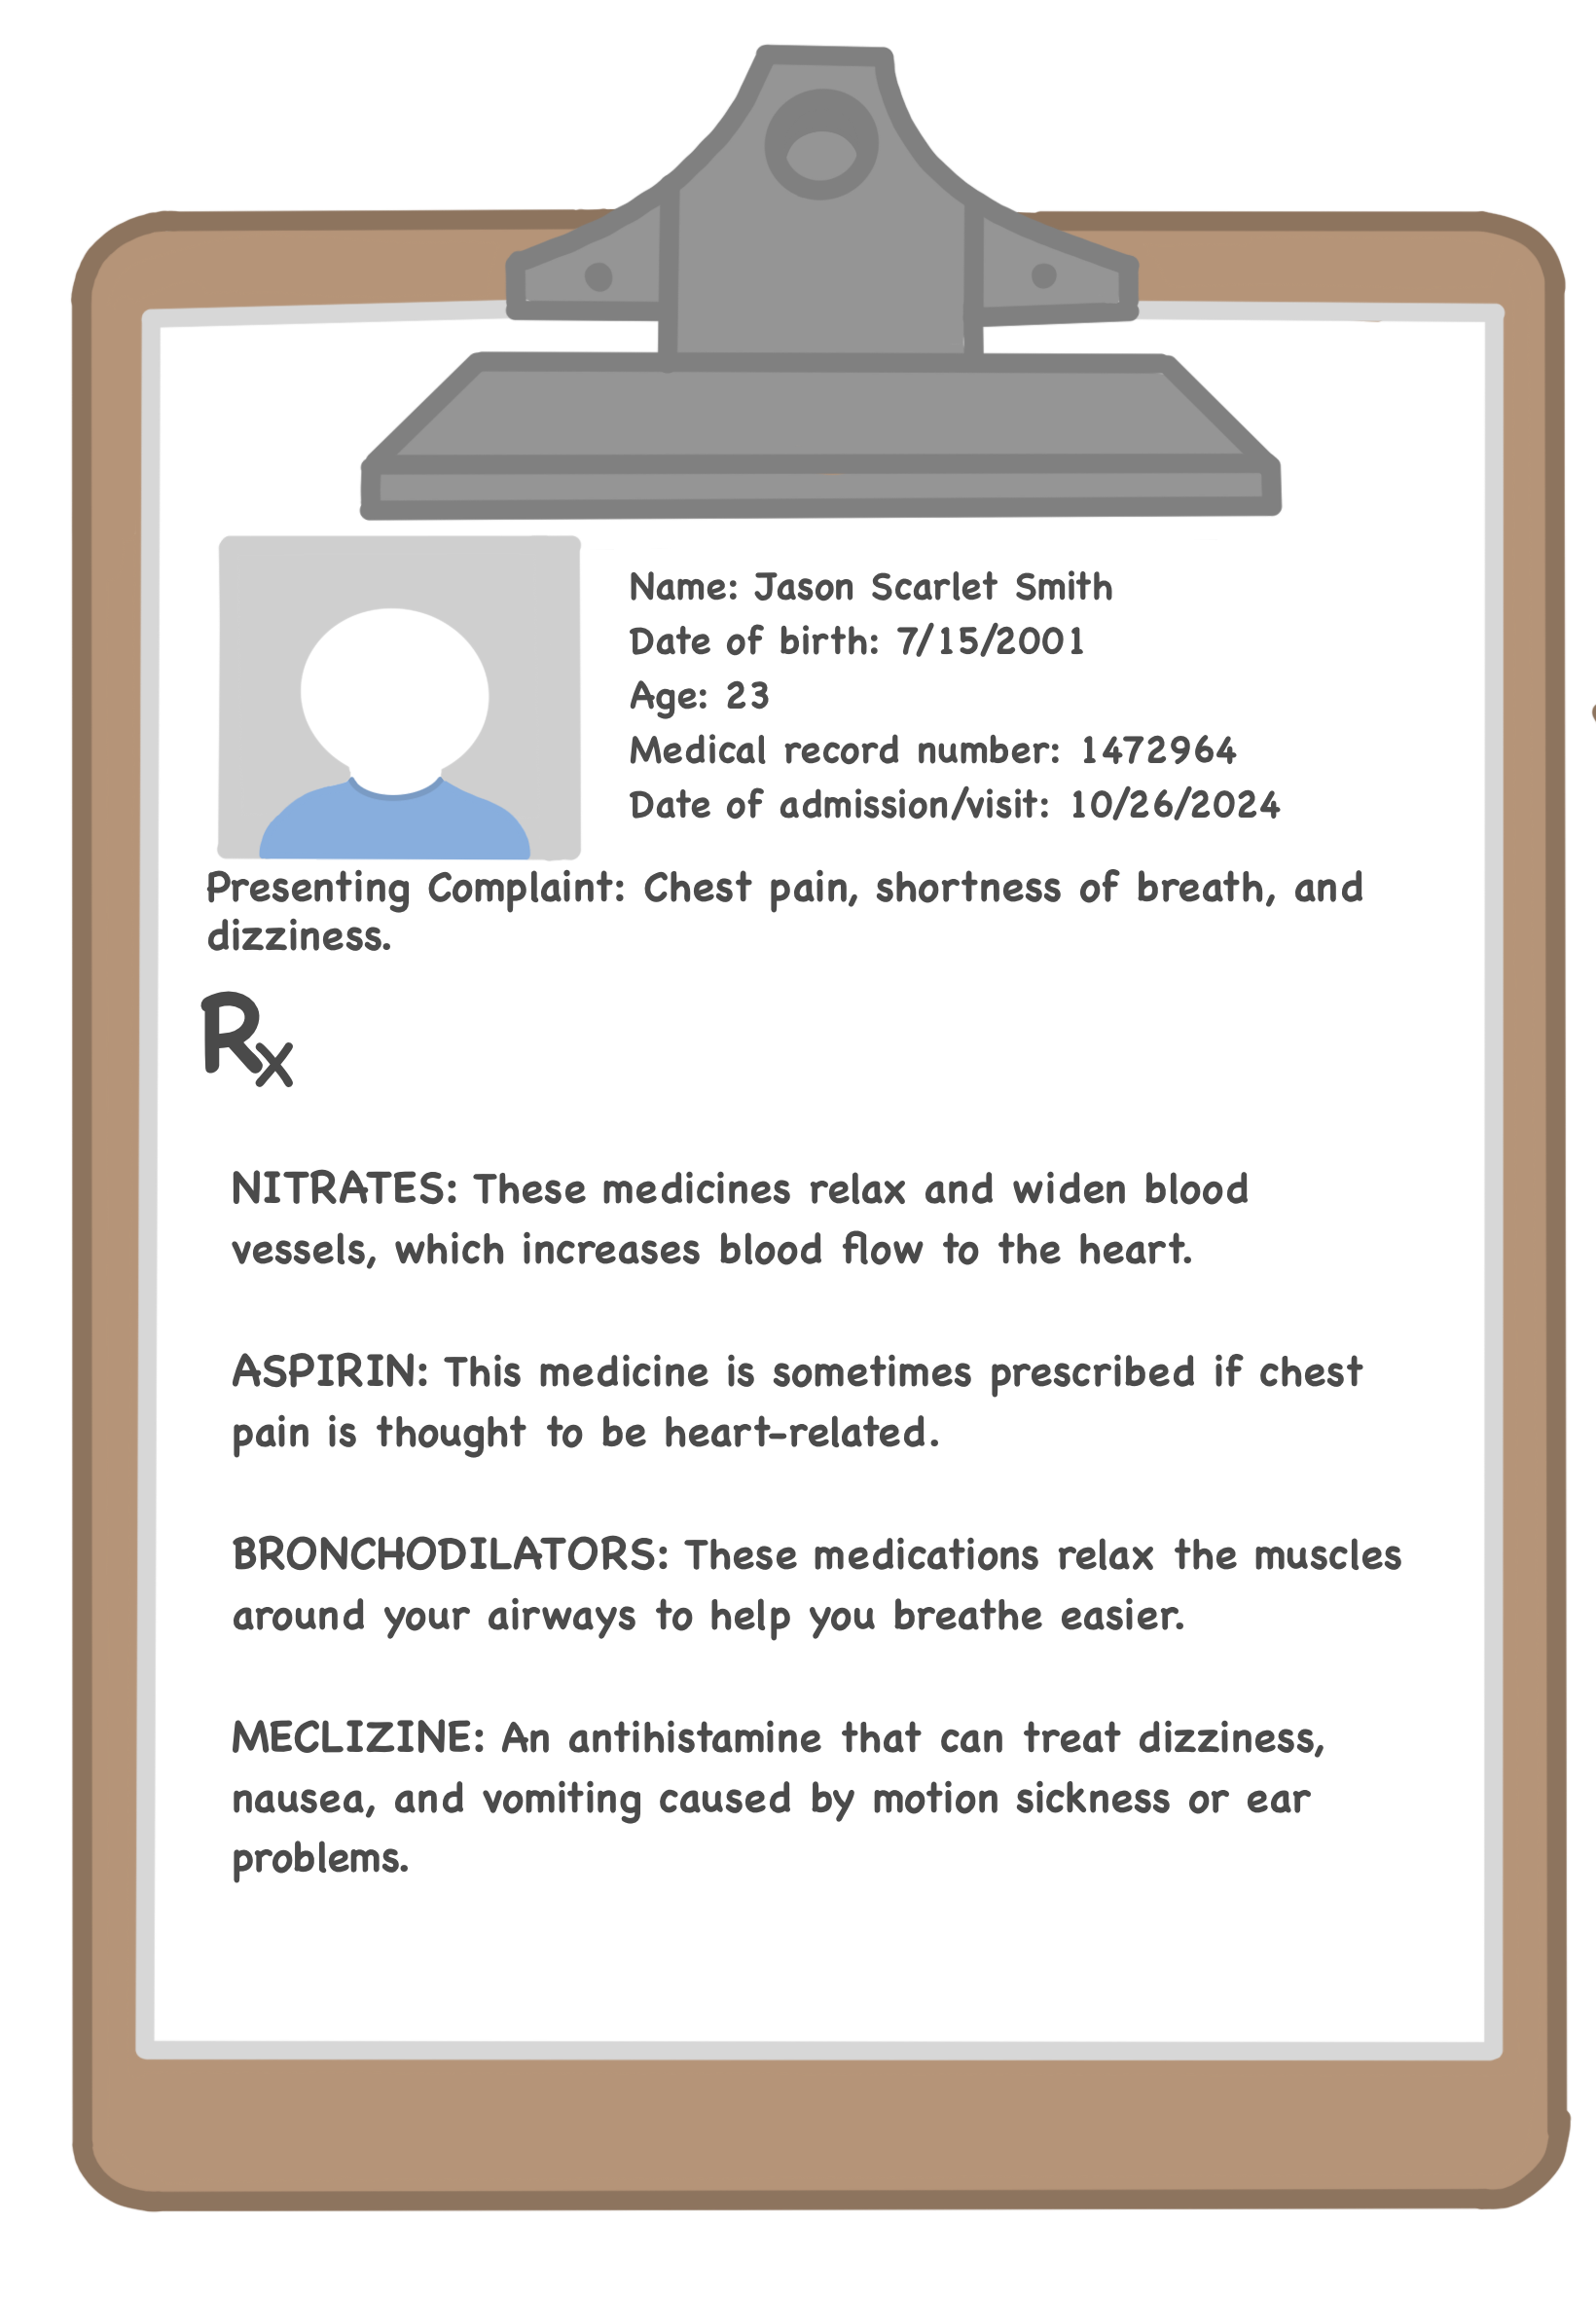 Name: Jason Scarlet Smith
Date of birth: 7/15/2001
Age: 23
Medical record number: 1472964
Date of admission/visit: 10/26/2024
Presenting Complaint: Chest pain, shortness of breath, and
dizziness.
Rx
NITRATES: These medicines relax and widen blood
vessels, which increases blood flow to the heart.
ASPIRIN: This medicine is sometimes prescribed if chest
pain is thought to be heart-related.
BRONCHODILATORS: These medications relax the muscles
around your airways to help you breathe easier.
MECLIZINE: An antihistamine that can treat dizziness,
nausea, and vomiting caused by motion sickness or ear
problems.